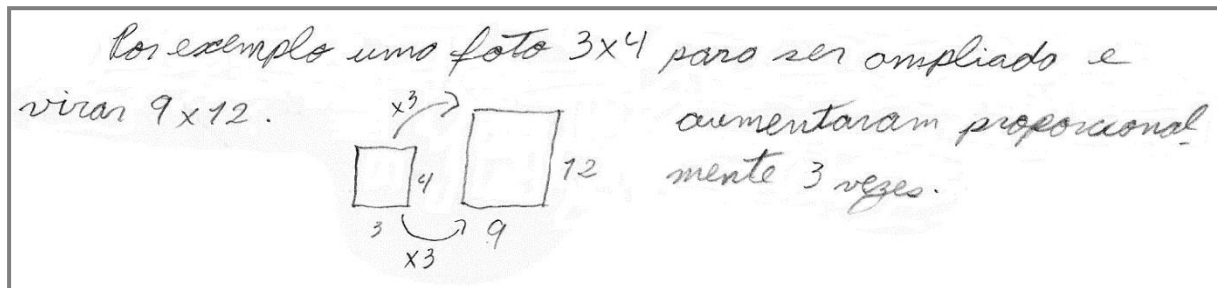 Por exemplo uma foto 3x4 para ser ampliada e
virar 9x12.
aumentaram proporcional_
mente 3 vezes.
x3
4
3
x3
12
9